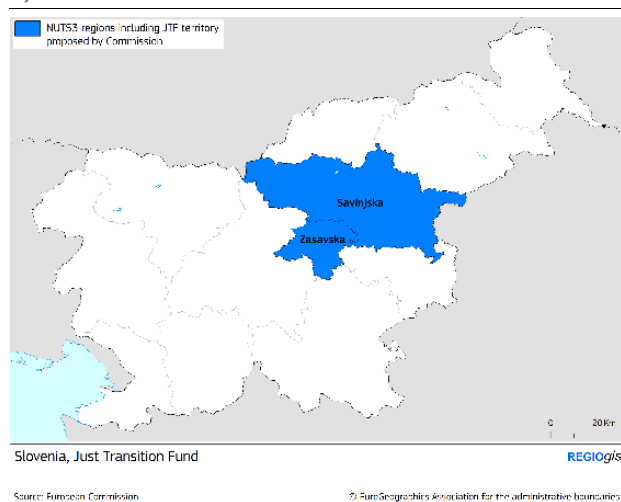 NUTS3 regions including JTF territory
proposed by Commission
Savinjska
Zasavska
0 20 Km
Slovenia, Just Transition Fund
REGIOgis
Source: European Commission
© EuroGeographics Association for the administrative boundaries